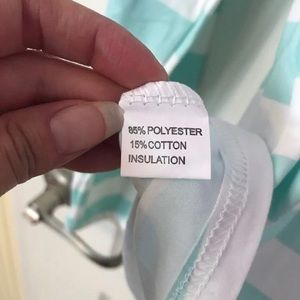 85% POLYESTER
15% COTTON
INSULATION